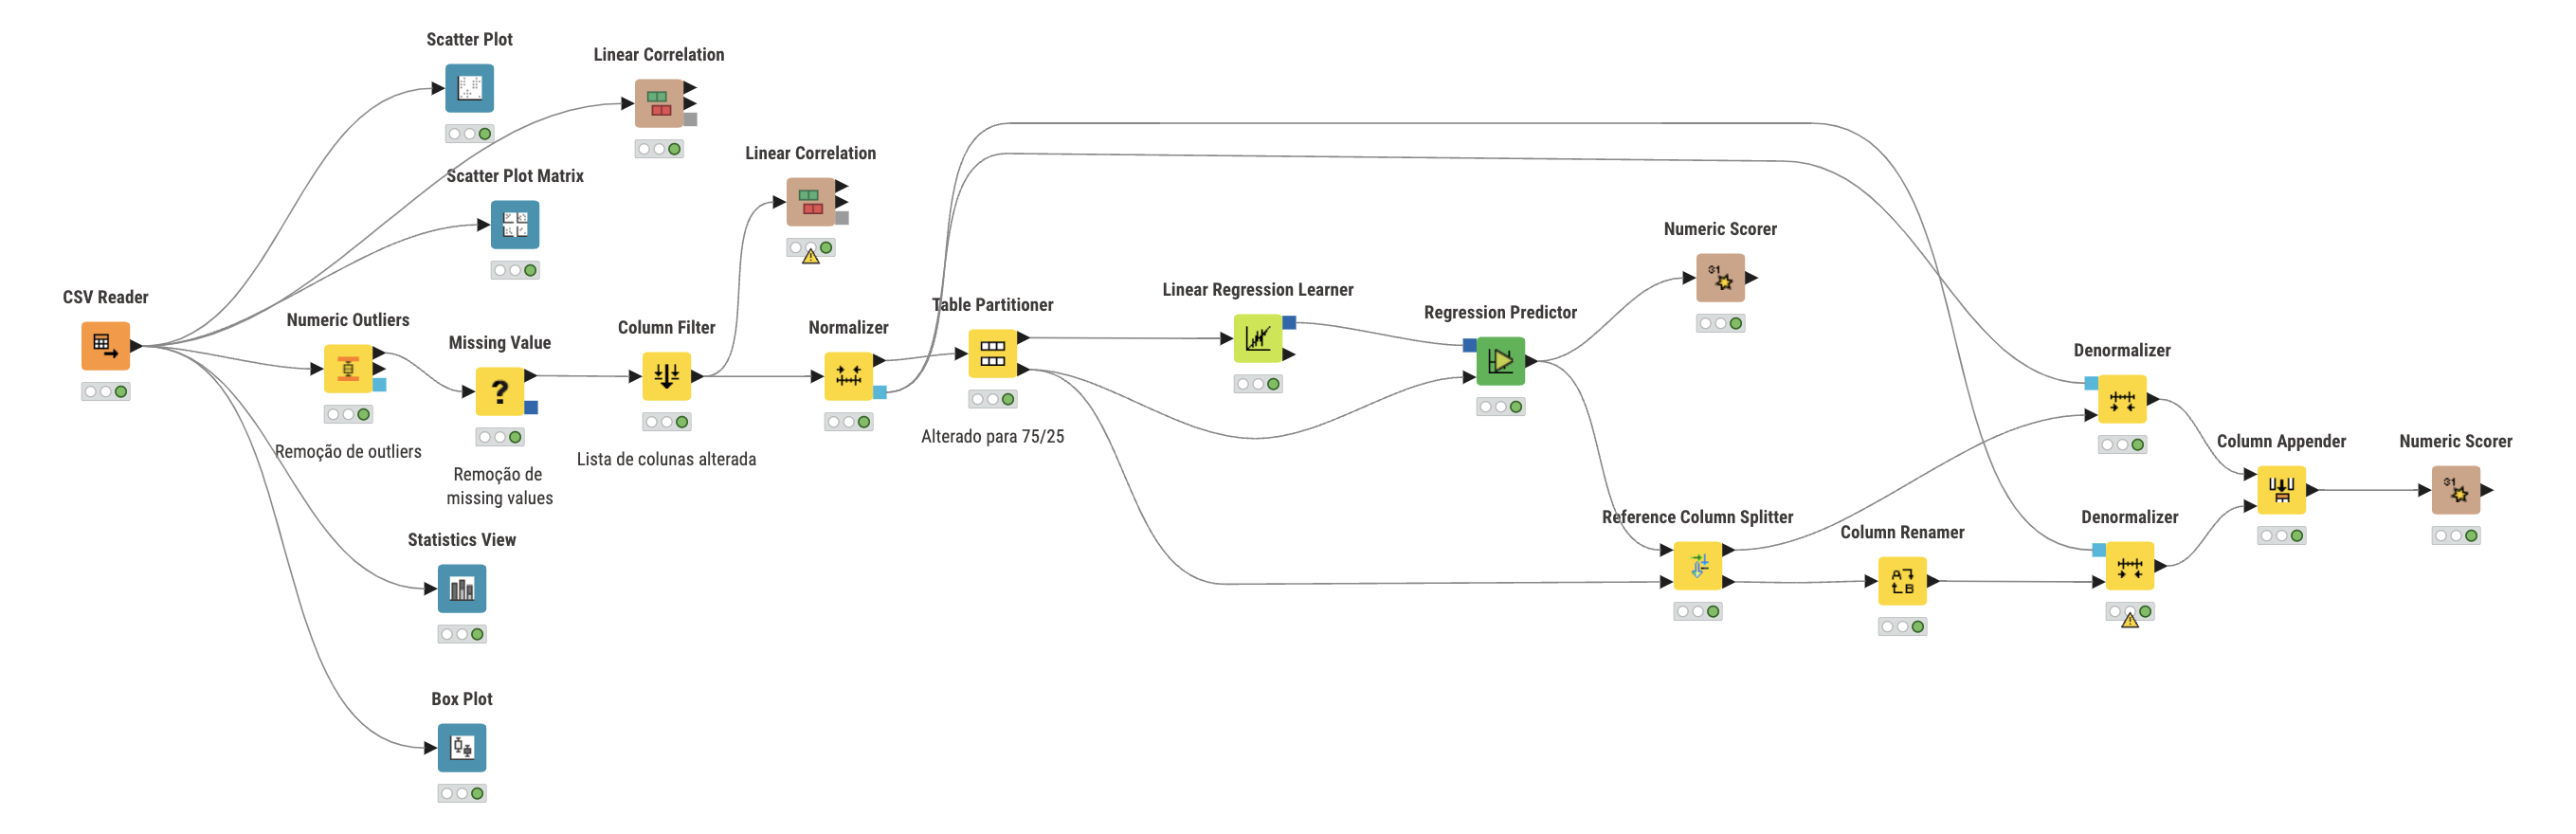 Scatter Plot
Linear Correlation
Linear Correlation
Scatter Plot Matrix
Numeric Scorer
CSV Reader
Numeric Outliers
Missing Value
Column Filter
Normalizer
Table Partitioner
Linear Regression Learner
Regression Predictor
Denormalizer
Remoção de outliers
Remoção de
missing values
Lista de colunas alterada
Alterado para 75/25
Column Appender
Numeric Scorer
Reference Column Splitter
Column Renamer
Denormalizer
Statistics View
Box Plot